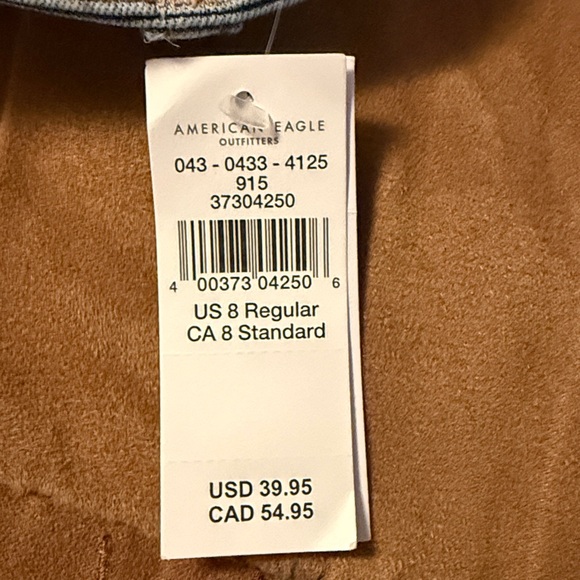 AMERICAN EAGLE
OUTFITTERS
043 - 0433 - 4125
915
37304250
4 00373 04250 6
US 8 Regular
CA 8 Standard
USD 39.95
CAD 54.95